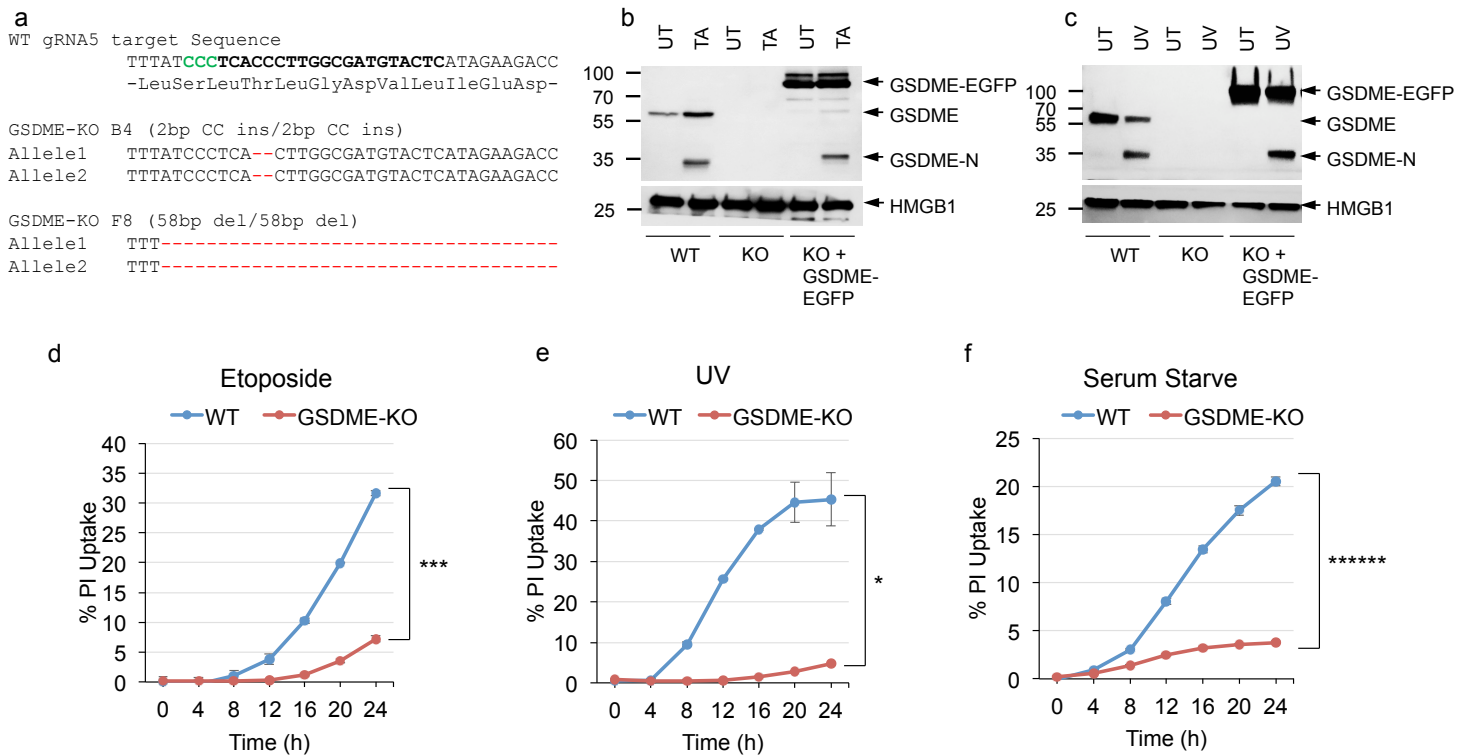 a
WT gRNA5 target Sequence
TTTATCCCTCACCCTTGGCGATGTACTCATAGAAGACC
-LeuSerLeuThrLeuGlyAspValLeuIleGluAsp-
GSDME-KO B4 (2bp CC ins/2bp CC ins)
Allele1 TTTATCCCTCA--CTTGGCGATGTACTCATAGAAGACC
Allele2 TTTATCCCTCA--CTTGGCGATGTACTCATAGAAGACC
GSDME-KO F8 (58bp del/58bp del)
Allele1 TTT-----------------------------------
Allele2 TTT-----------------------------------
b
UT TA UT TA UT TA
100
70
55
35
25
GSDME-EGFP
GSDME
GSDME-N
HMGB1
WT KO KO +
GSDME-
EGFP
c
UT UV UT UV UT UV
100
70
55
35
25
GSDME-EGFP
GSDME
GSDME-N
HMGB1
WT KO KO +
GSDME-
EGFP
d
Etoposide
WT GSDME-KO
% PI Uptake
40
35
30
25
20
15
10
5
0
0 4 8 12 16 20 24
Time (h)
***
e
UV
WT GSDME-KO
% PI Uptake
60
50
40
30
20
10
0
0 4 8 12 16 20 24
Time (h)
*
f
Serum Starve
WT GSDME-KO
% PI Uptake
25
20
15
10
5
0
0 4 8 12 16 20 24
Time (h)
******